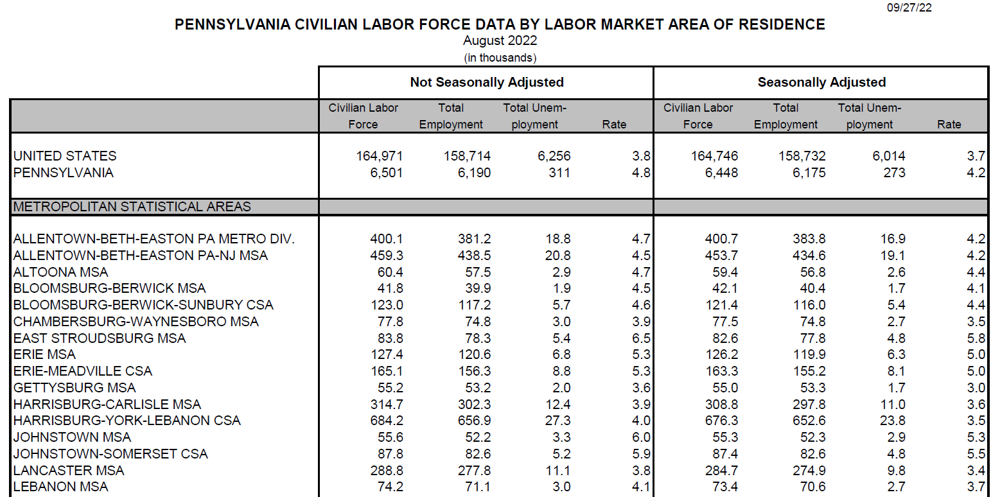 09/27/22
PENNSYLVANIA CIVILIAN LABOR FORCE DATA BY LABOR MARKET AREA OF RESIDENCE
August 2022
(in thousands)
Not Seasonally Adjusted Seasonally Adjusted
Civilian Labor Total Total Unem- Civilian Labor Total Total Unem-
Force Employment ployment Rate Force Employment ployment Rate
UNITED STATES 164,971 158,714 6,256 3.8 164,746 158,732 6,014 3.7
PENNSYLVANIA 6,501 6,190 311 4.8 6,448 6,175 273 4.2
METROPOLITAN STATISTICAL AREAS
ALLENTOWN-BETH-EASTON PA METRO DIV. 400.1 381.2 18.8 4.7 400.7 383.8 16.9 4.2
ALLENTOWN-BETH-EASTON PA-NJ MSA 459.3 438.5 20.8 4.5 453.7 434.6 19.1 4.2
ALTOONA MSA 60.4 57.5 2.9 4.7 59.4 56.8 2.6 4.4
BLOOMSBURG-BERWICK MSA 41.8 39.9 1.9 4.5 42.1 40.4 1.7 4.1
BLOOMSBURG-BERWICK-SUNBURY CSA 123.0 117.2 5.7 4.6 121.4 116.0 5.4 4.4
CHAMBERSBURG-WAYNESBORO MSA 77.8 74.8 3.0 3.9 77.5 74.8 2.7 3.5
EAST STROUDSBURG MSA 83.8 78.3 5.4 6.5 82.6 77.8 4.8 5.8
ERIE MSA 127.4 120.6 6.8 5.3 126.2 119.9 6.3 5.0
ERIE-MEADVILLE CSA 165.1 156.3 8.8 5.3 163.3 155.2 8.1 5.0
GETTYSBURG MSA 55.2 53.2 2.0 3.6 55.0 53.3 1.7 3.0
HARRISBURG-CARLISLE MSA 314.7 302.3 12.4 3.9 308.8 297.8 11.0 3.6
HARRISBURG-YORK-LEBANON CSA 684.2 656.9 27.3 4.0 676.3 652.6 23.8 3.5
JOHNSTOWN MSA 55.6 52.2 3.3 6.0 55.3 52.3 2.9 5.3
JOHNSTOWN-SOMERSET CSA 87.8 82.6 5.2 5.9 87.4 82.6 4.8 5.5
LANCASTER MSA 288.8 277.8 11.1 3.8 284.7 274.9 9.8 3.4
LEBANON MSA 74.2 71.1 3.0 4.1 73.4 70.6 2.7 3.7